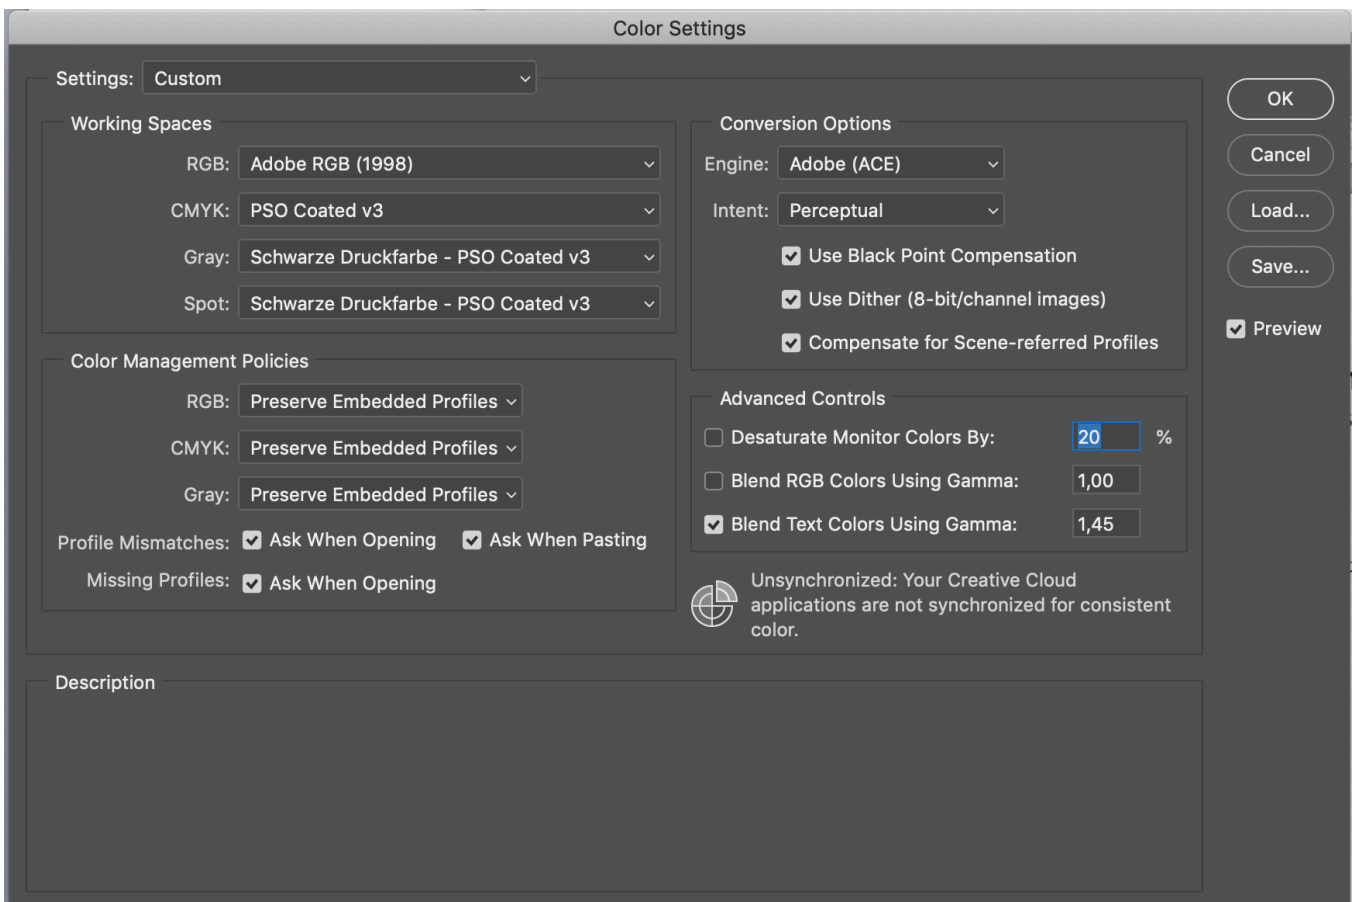 Color Settings
Settings: Custom
Working Spaces
RGB: Adobe RGB (1998)
CMYK: PSO Coated v3
Gray: Schwarze Druckfarbe - PSO Coated v3
Spot: Schwarze Druckfarbe - PSO Coated v3
Color Management Policies
RGB: Preserve Embedded Profiles
CMYK: Preserve Embedded Profiles
Gray: Preserve Embedded Profiles
Profile Mismatches: Ask When Opening Ask When Pasting
Missing Profiles: Ask When Opening
Conversion Options
Engine: Adobe (ACE)
Intent: Perceptual
Use Black Point Compensation
Use Dither (8-bit/channel images)
Compensate for Scene-referred Profiles
Advanced Controls
Desaturate Monitor Colors By: 20 %
Blend RGB Colors Using Gamma: 1,00
Blend Text Colors Using Gamma: 1,45
Unsynchronized: Your Creative Cloud
applications are not synchronized for consistent
color.
OK
Cancel
Load...
Save...
Preview
Description